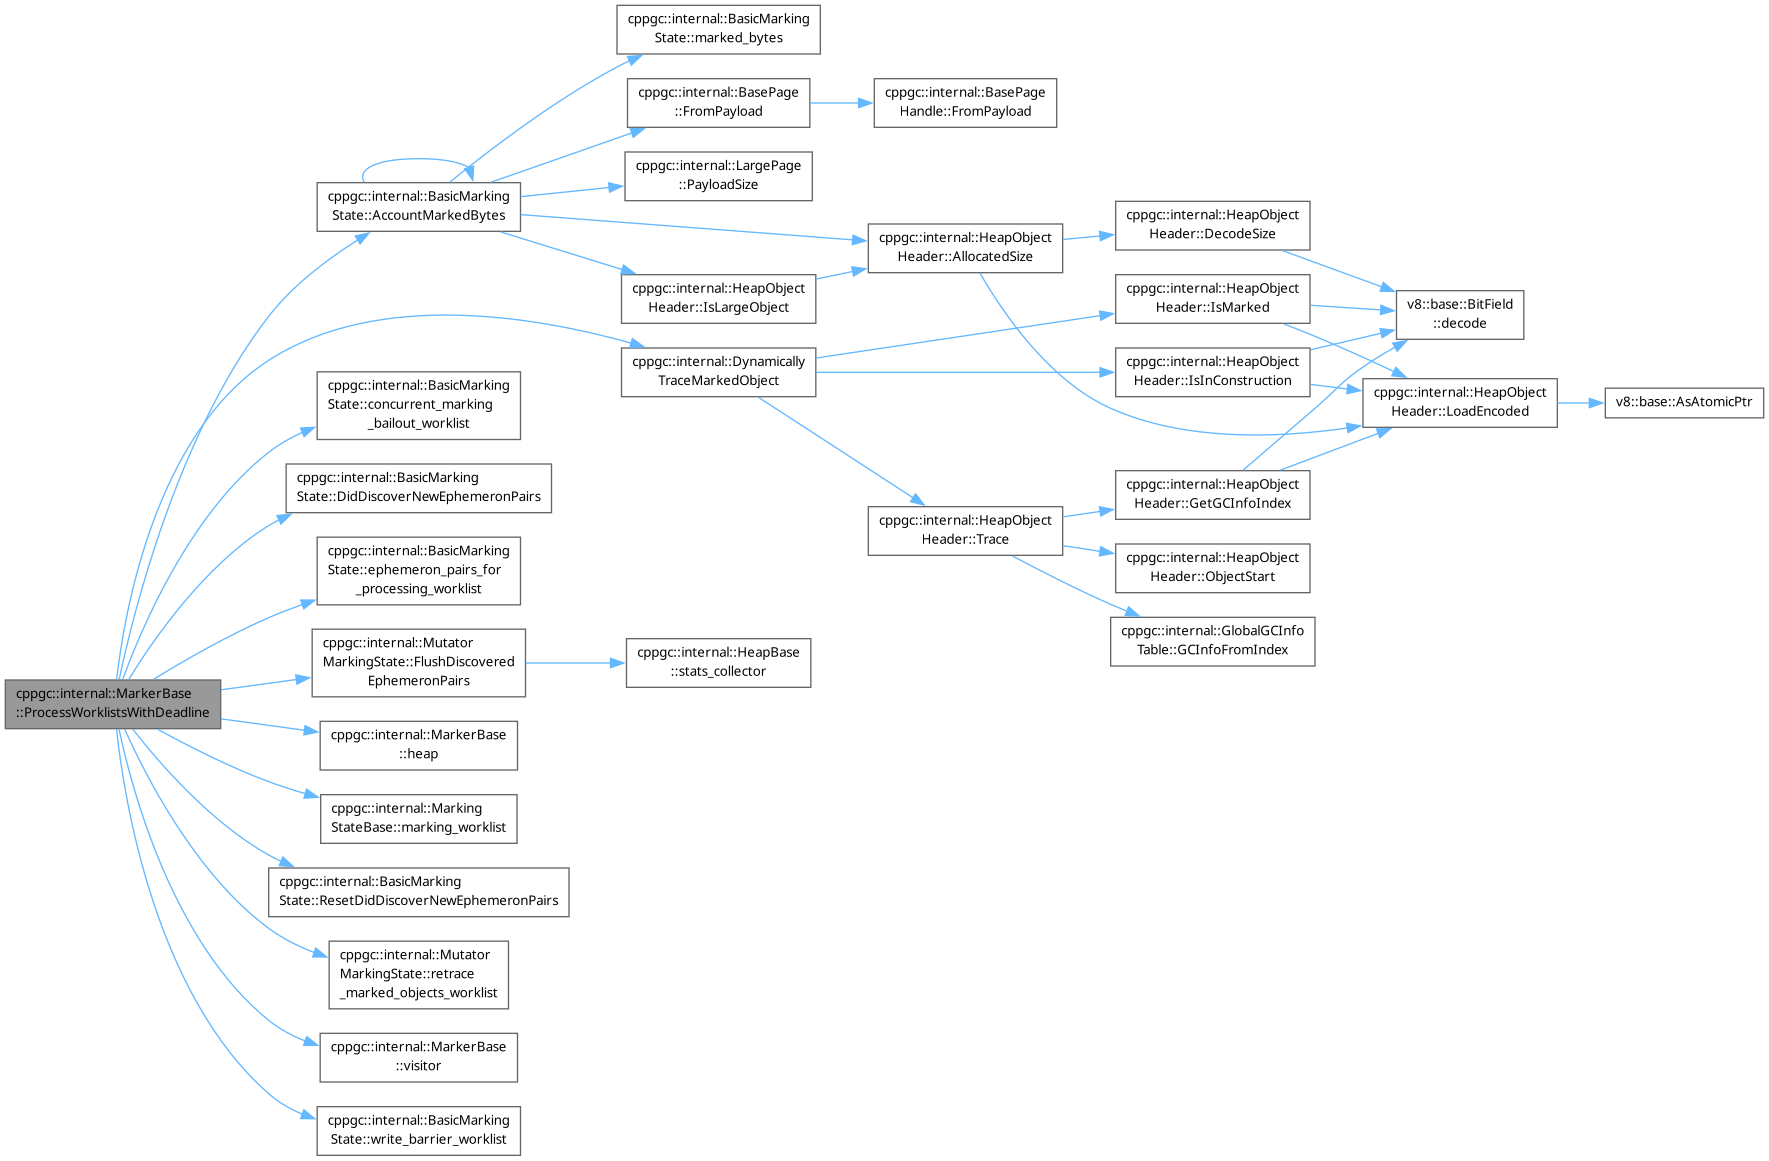 cppgc::internal::BasicMarking
State::marked_bytes
cppgc::internal::BasePage
::FromPayload
cppgc::internal::BasePage
Handle::FromPayload
cppgc::internal::LargePage
::PayloadSize
cppgc::internal::BasicMarking
State::AccountMarkedBytes
cppgc::internal::HeapObject
Header::AllocatedSize
cppgc::internal::HeapObject
Header::DecodeSize
cppgc::internal::HeapObject
Header::IsLargeObject
cppgc::internal::HeapObject
Header::IsMarked
v8::base::BitField
::decode
cppgc::internal::Dynamically
TraceMarkedObject
cppgc::internal::HeapObject
Header::IsInConstruction
cppgc::internal::HeapObject
Header::LoadEncoded
v8::base::AsAtomicPtr
cppgc::internal::BasicMarking
State::concurrent_marking
_bailout_worklist
cppgc::internal::BasicMarking
State::DidDiscoverNewEphemeronPairs
cppgc::internal::HeapObject
Header::GetGCInfoIndex
cppgc::internal::HeapObject
Header::Trace
cppgc::internal::BasicMarking
State::ephemeron_pairs_for
_processing_worklist
cppgc::internal::HeapObject
Header::ObjectStart
cppgc::internal::GlobalGCInfo
Table::GCInfoFromIndex
cppgc::internal::Mutator
MarkingState::FlushDiscovered
EphemeronPairs
cppgc::internal::HeapBase
::stats_collector
cppgc::internal::MarkerBase
::ProcessWorklistsWithDeadline
cppgc::internal::MarkerBase
::heap
cppgc::internal::Marking
StateBase::marking_worklist
cppgc::internal::BasicMarking
State::ResetDidDiscoverNewEphemeronPairs
cppgc::internal::Mutator
MarkingState::retrace
_marked_objects_worklist
cppgc::internal::MarkerBase
::visitor
cppgc::internal::BasicMarking
State::write_barrier_worklist